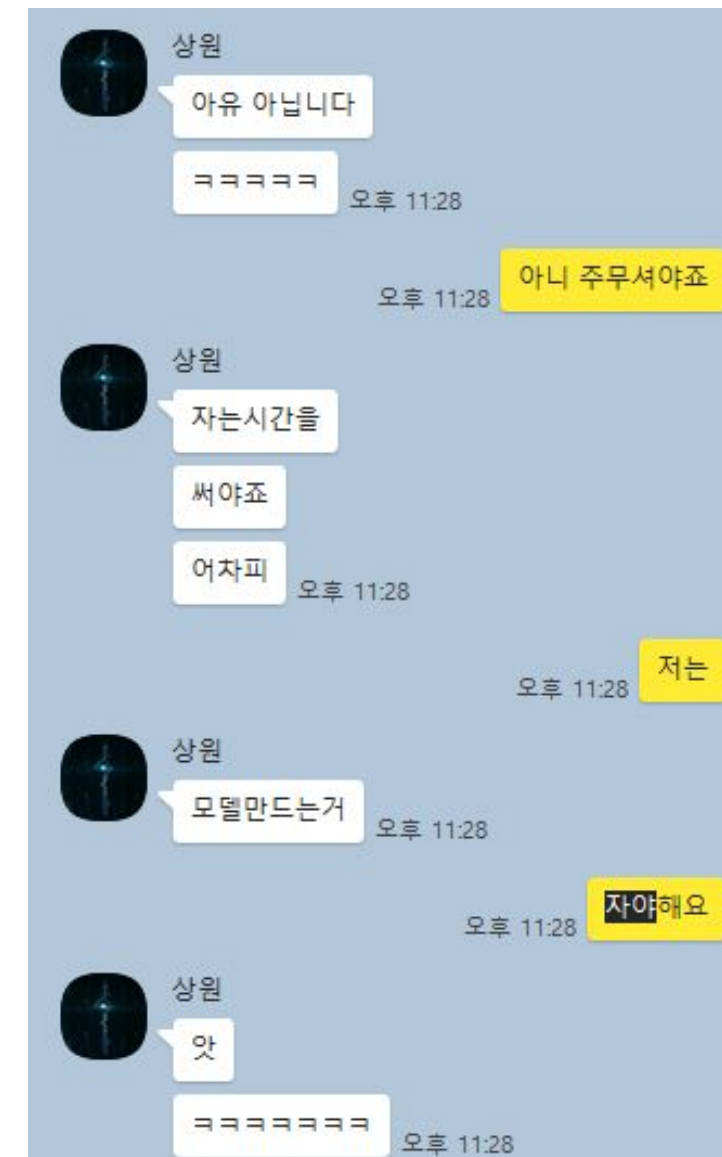 상원
아유 아닙니다
ㅋㅋㅋㅋㅋ
오후 11:28
아니 주무셔야죠
오후 11:28
상원
자는시간을
써야죠
어차피
오후 11:28
저는
오후 11:28
상원
모델만드는거
오후 11:28
자야해요
오후 11:28
상원
앗
ㅋㅋㅋㅋㅋㅋㅋ
오후 11:28